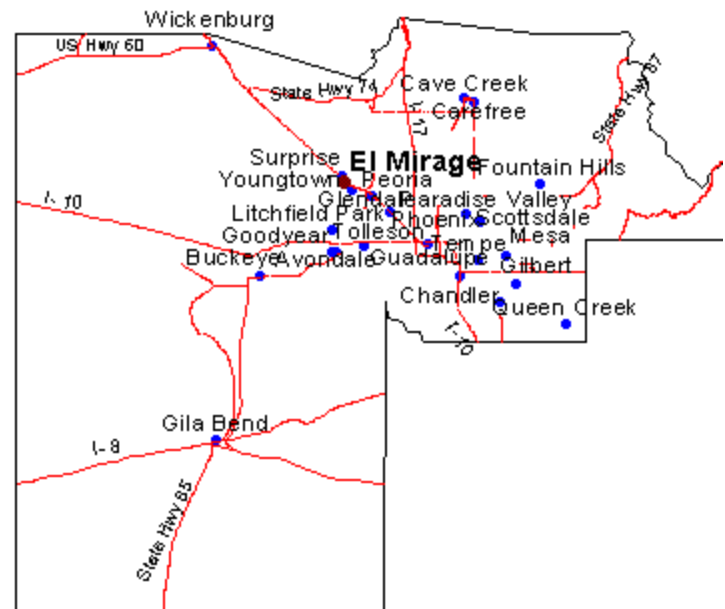 Wickenburg
US Hwy 60
State Hwy 74
Cave Creek
Carefree
I-17
State Hwy 87
Surprise
El Mirage
Fountain Hills
Youngtown
Peoria
Glendale
Paradise Valley
I-10
Litchfield Park
Phoenix
Scottsdale
Goodyear
Tolleson
Tempe
Mesa
Buckeye
Avondale
Guadalupe
Gilbert
Chandler
Queen Creek
I-10
Gila Bend
I-8
State Hwy 85